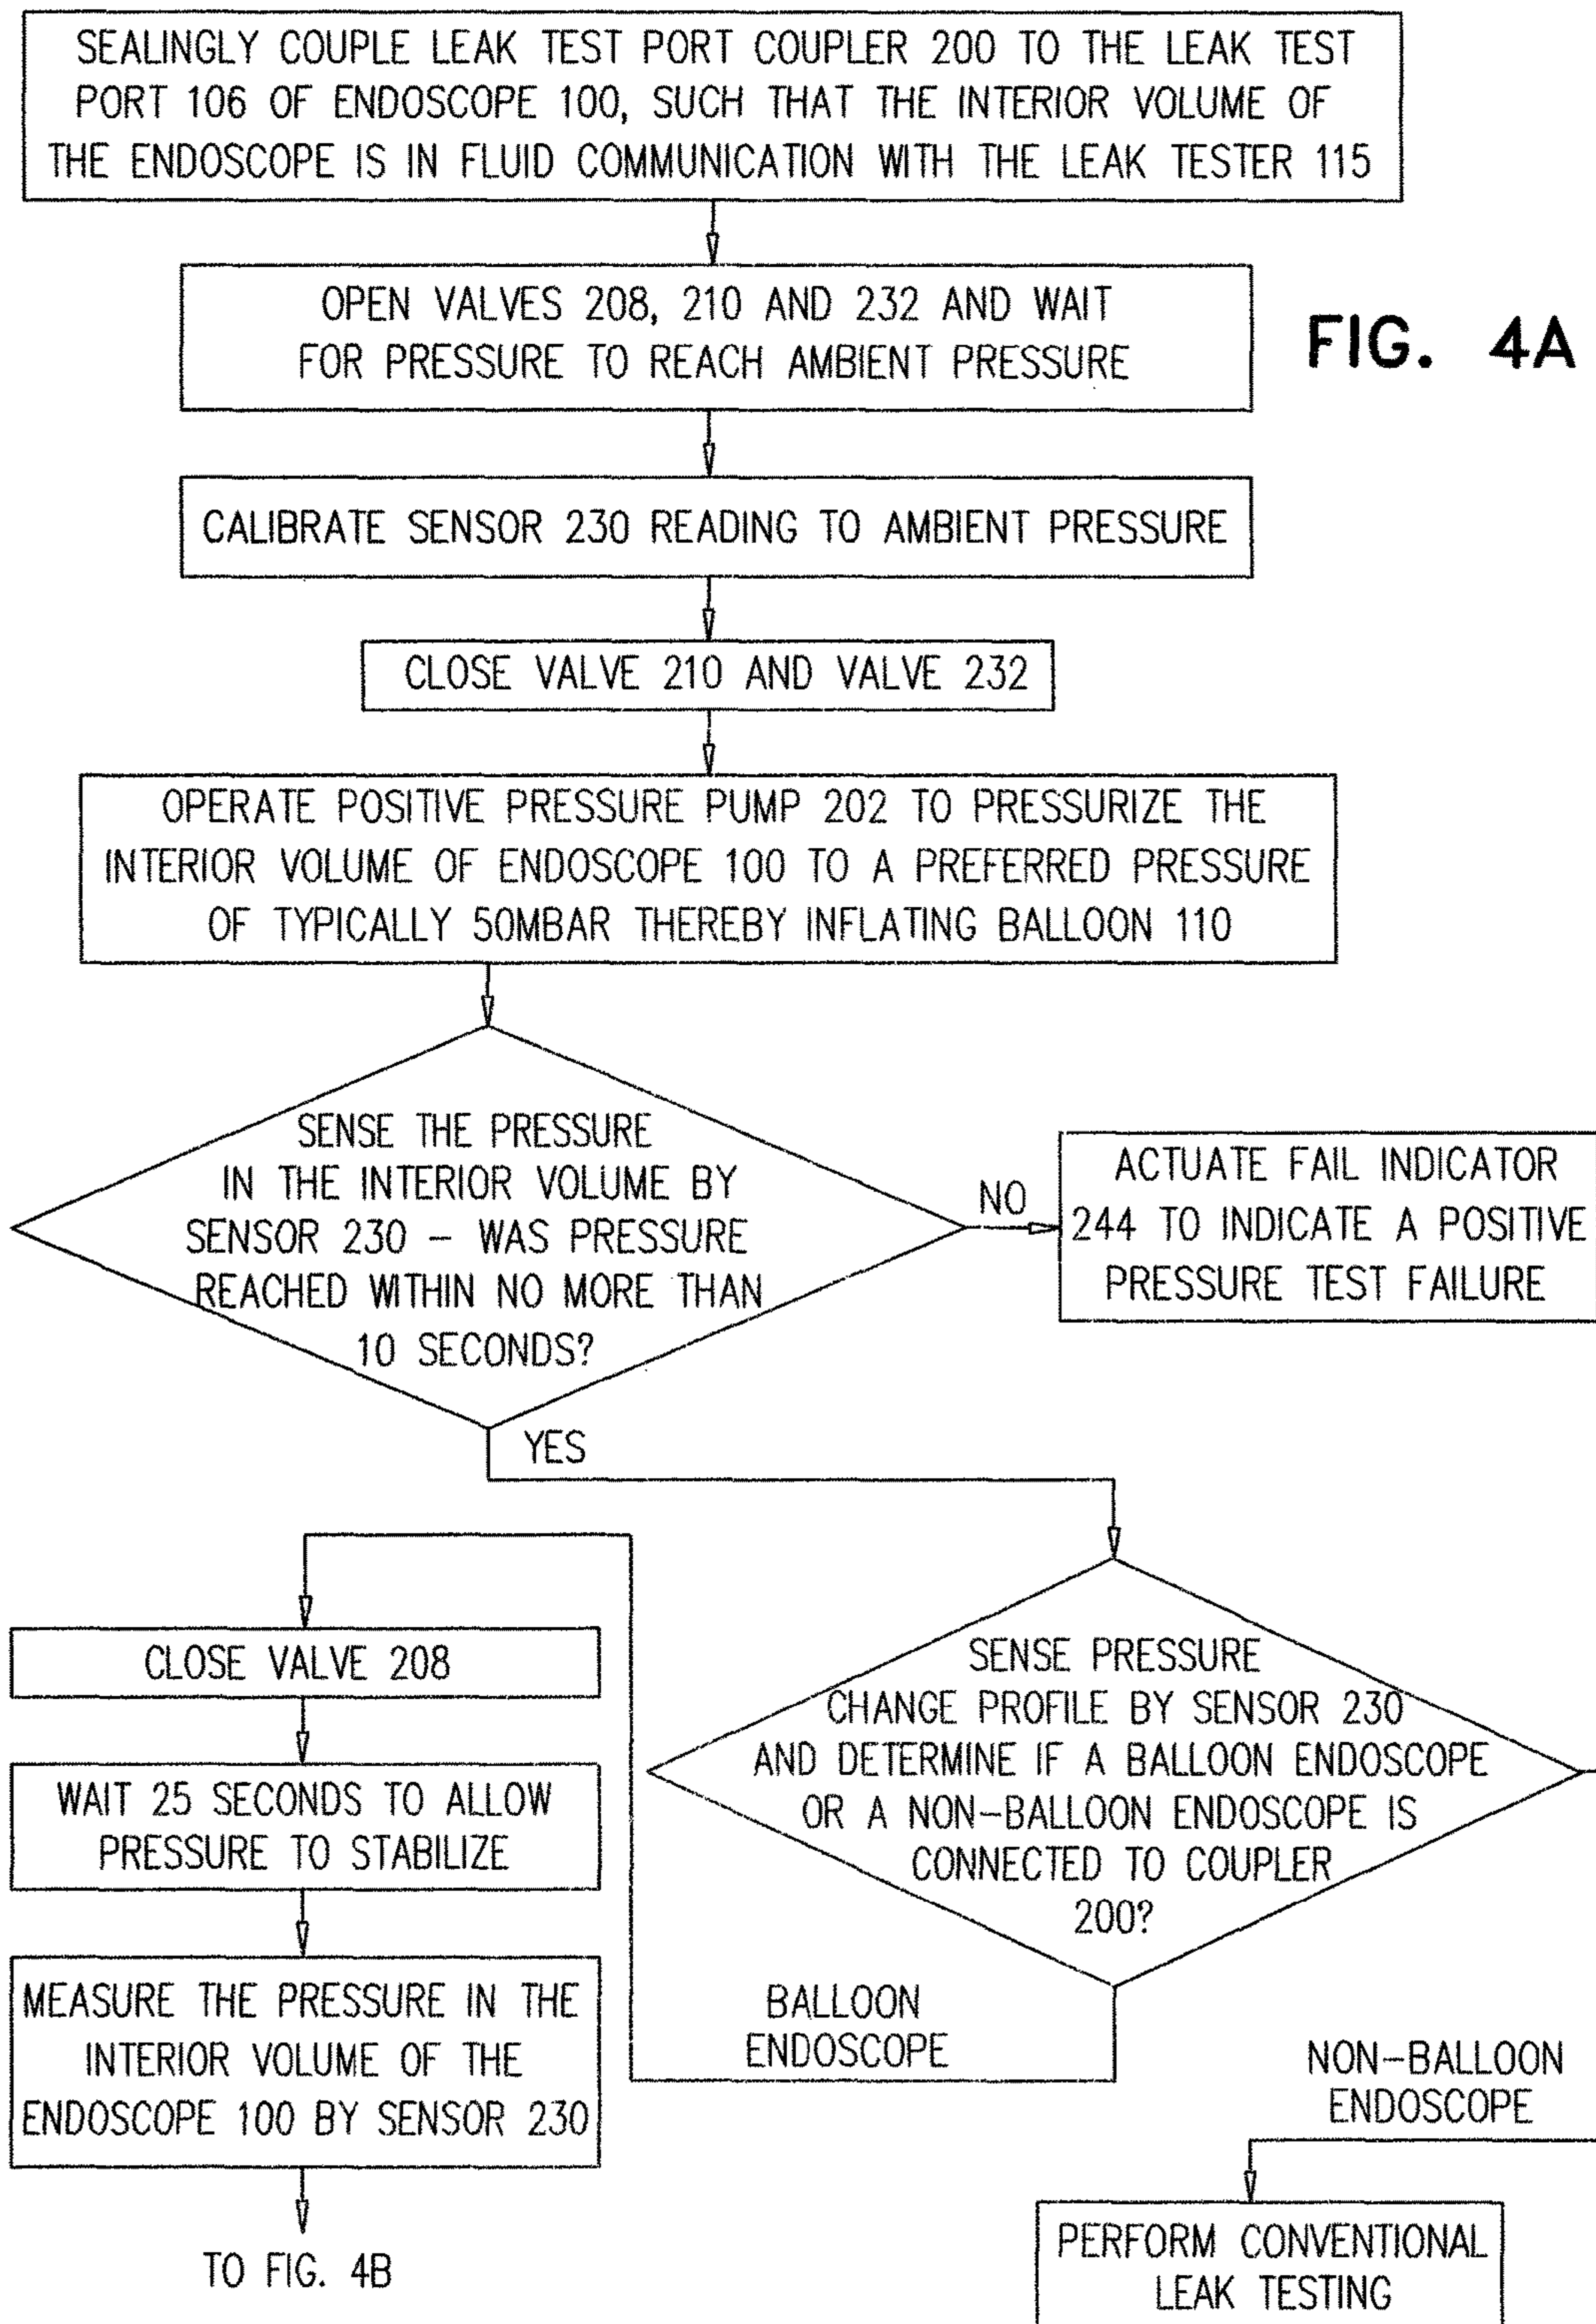 SEALINGLY COUPLE LEAK TEST PORT COUPLER 200 TO THE LEAK TEST
PORT 106 OF ENDOSCOPE 100, SUCH THAT THE INTERIOR VOLUME OF
THE ENDOSCOPE IS IN FLUID COMMUNICATION WITH THE LEAK TESTER 115
OPEN VALVES 208, 210 AND 232 AND WAIT
FOR PRESSURE TO REACH AMBIENT PRESSURE
FIG. 4A
CALIBRATE SENSOR 230 READING TO AMBIENT PRESSURE
CLOSE VALVE 210 AND VALVE 232
OPERATE POSITIVE PRESSURE PUMP 202 TO PRESSURIZE THE
INTERIOR VOLUME OF ENDOSCOPE 100 TO A PREFERRED PRESSURE
OF TYPICALLY 50MBAR THEREBY INFLATING BALLOON 110
SENSE THE PRESSURE
IN THE INTERIOR VOLUME BY
SENSOR 230 – WAS PRESSURE
REACHED WITHIN NO MORE THAN
10 SECONDS?
NO
ACTUATE FAIL INDICATOR
244 TO INDICATE A POSITIVE
PRESSURE TEST FAILURE
YES
SENSE PRESSURE
CHANGE PROFILE BY SENSOR 230
AND DETERMINE IF A BALLOON ENDOSCOPE
OR A NON-BALLOON ENDOSCOPE IS
CONNECTED TO COUPLER
200?
BALLOON
ENDOSCOPE
CLOSE VALVE 208
WAIT 25 SECONDS TO ALLOW
PRESSURE TO STABILIZE
MEASURE THE PRESSURE IN THE
INTERIOR VOLUME OF THE
ENDOSCOPE 100 BY SENSOR 230
TO FIG. 4B
NON-BALLOON
ENDOSCOPE
PERFORM CONVENTIONAL
LEAK TESTING